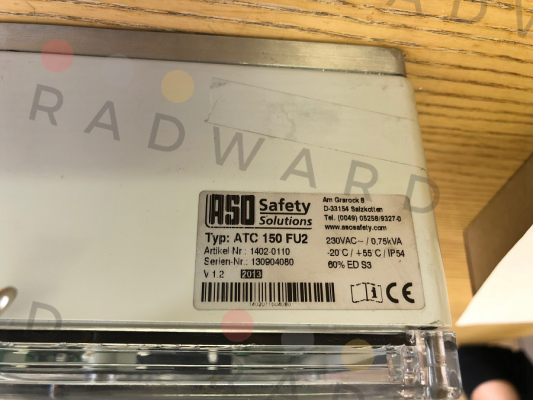 RADWARD
ASO Safety Solutions
Typ: ATC 150 FU2
Artikel Nr.: 1402-0110
Serien-Nr.: 130904080
V 1.2 2013
Am Grarock 8
D-33154 Salzkotten
Tel. (0049) 05258/9327-0
www.asosafety.com
230VAC~ / 0,75kVA
-20°C / +55°C / IP54
60% ED S3
i CE
RADWARD
RADWARD